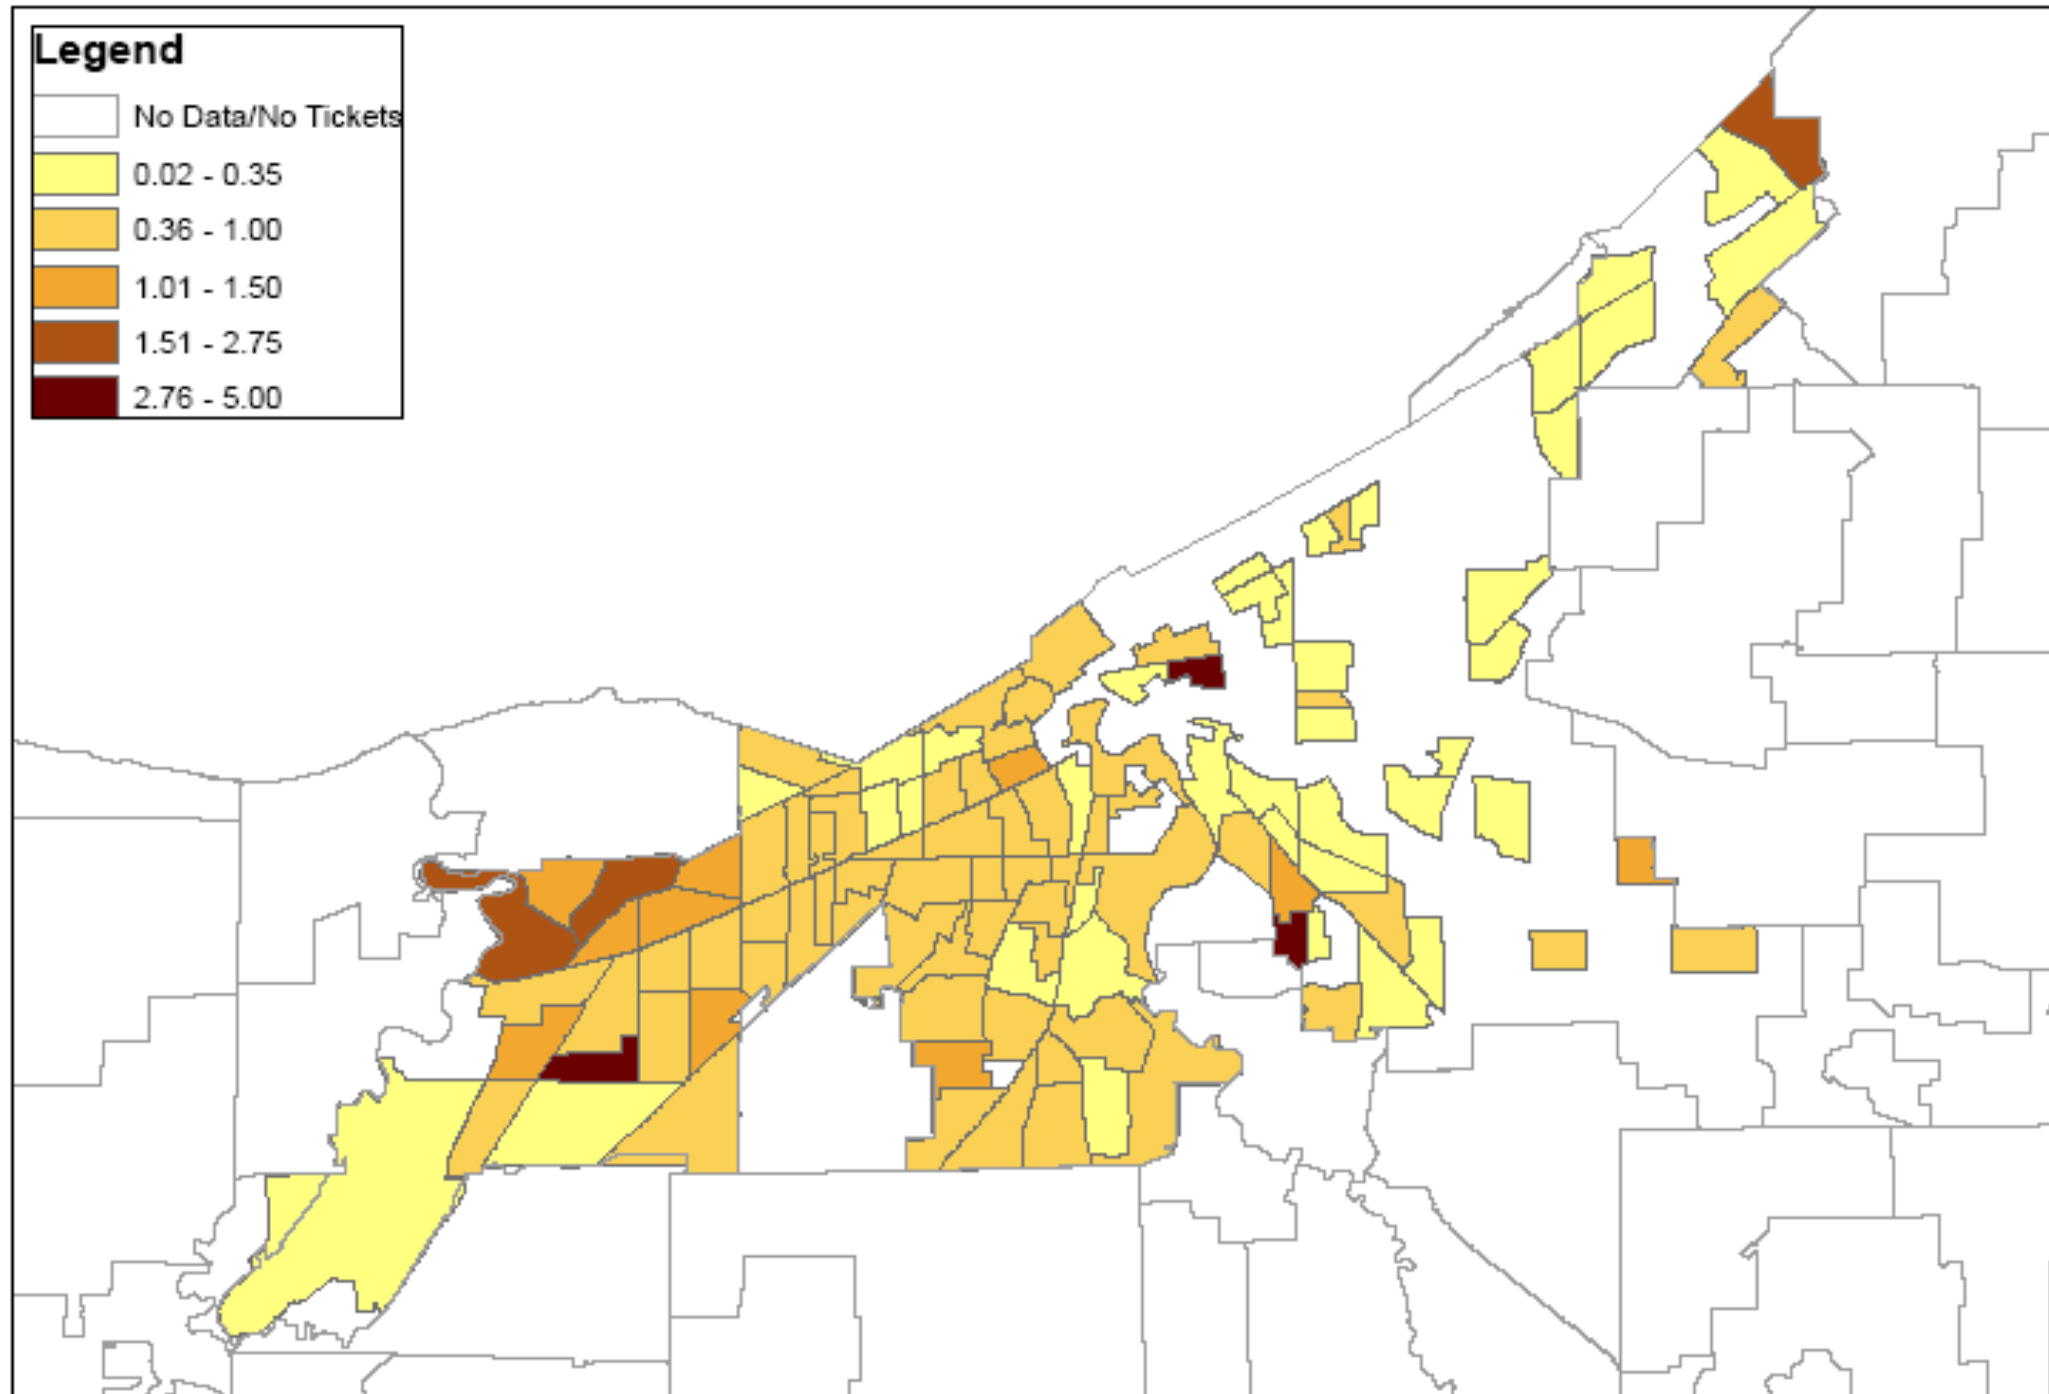 Legend
No Data/No Tickets
0.02 - 0.35
0.36 - 1.00
1.01 - 1.50
1.51 - 2.75
2.76 - 5.00